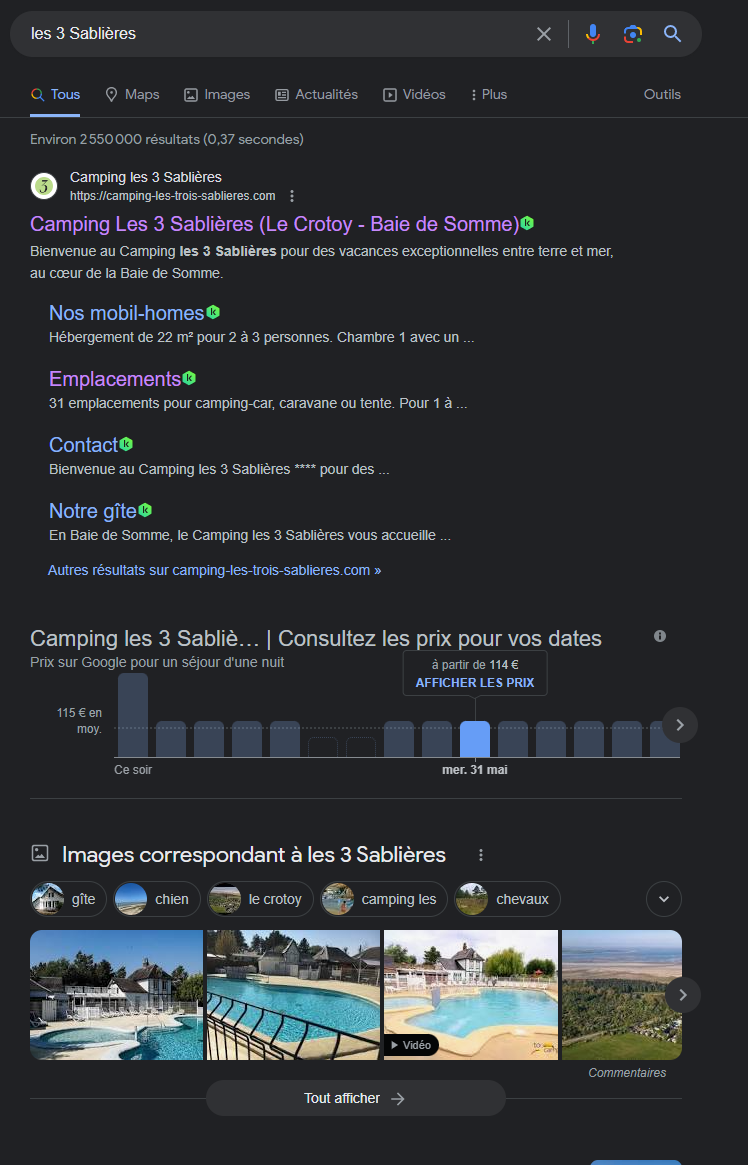 les 3 Sablières
Tous
Maps
Images
Actualités
Vidéos
Plus
Outils
Environ 2 550 000 résultats (0,37 secondes)
3
Camping les 3 Sablières
https://camping-les-trois-sablieres.com
Camping Les 3 Sablières (Le Crotoy - Baie de Somme)
Bienvenue au Camping les 3 Sablières pour des vacances exceptionnelles entre terre et mer,
au cœur de la Baie de Somme.
Nos mobil-homes
Hébergement de 22 m² pour 2 à 3 personnes. Chambre 1 avec un ...
Emplacements
31 emplacements pour camping-car, caravane ou tente. Pour 1 à ...
Contact
Bienvenue au Camping les 3 Sablières **** pour des ...
Notre gîte
En Baie de Somme, le Camping les 3 Sablières vous accueille ...
Autres résultats sur camping-les-trois-sablieres.com »
Camping les 3 Sabliè… | Consultez les prix pour vos dates
Prix sur Google pour un séjour d'une nuit
à partir de 114 €
AFFICHER LES PRIX
115 € en
moy.
Ce soir
mer. 31 mai
Images correspondant à les 3 Sablières
gîte
chien
le crotoy
camping les
chevaux
Vidéo
Commentaires
Tout afficher